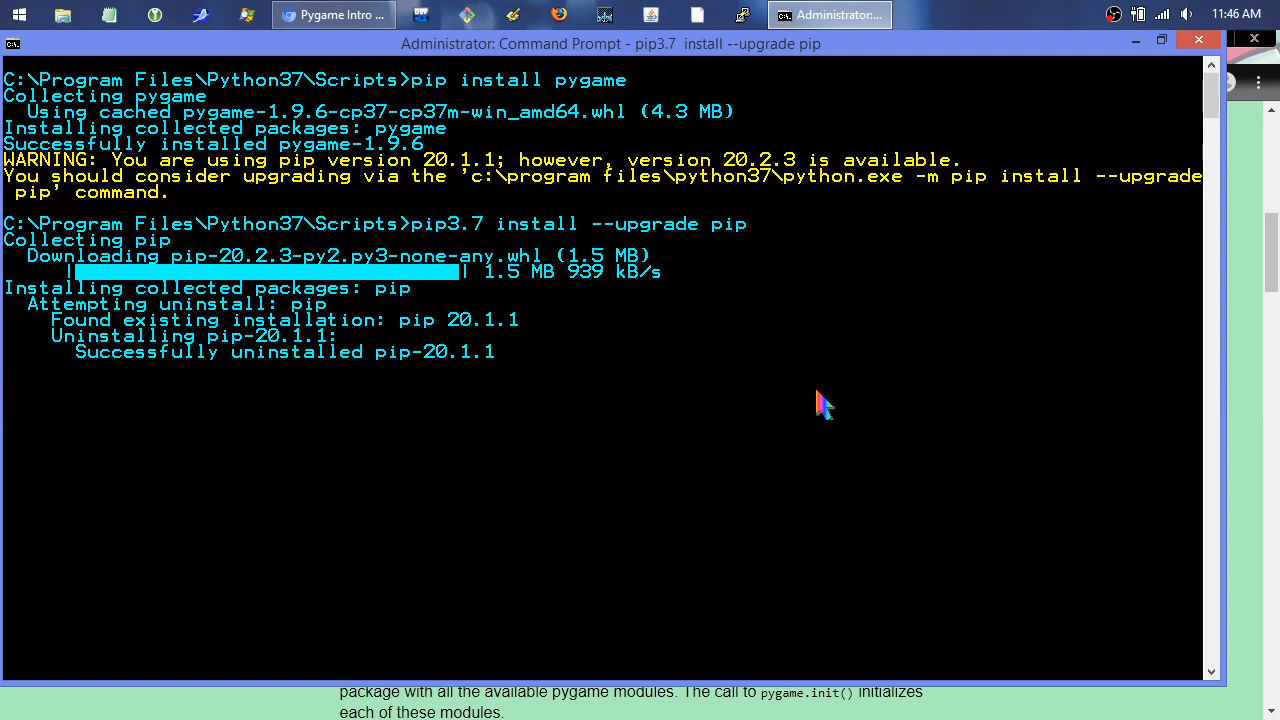 Pygame Intro ...
Administrator:...
11:46 AM
Administrator: Command Prompt - pip3.7  install --upgrade pip
C:\Program Files\Python37\Scripts>pip install pygame
Collecting pygame
  Using cached pygame-1.9.6-cp37-cp37m-win_amd64.whl (4.3 MB)
Installing collected packages: pygame
Successfully installed pygame-1.9.6
WARNING: You are using pip version 20.1.1; however, version 20.2.3 is available.
You should consider upgrading via the 'c:\program files\python37\python.exe -m pip install --upgrade
 pip' command.
C:\Program Files\Python37\Scripts>pip3.7 install --upgrade pip
Collecting pip
  Downloading pip-20.2.3-py2.py3-none-any.whl (1.5 MB)
     |                                | 1.5 MB 939 kB/s
Installing collected packages: pip
  Attempting uninstall: pip
    Found existing installation: pip 20.1.1
    Uninstalling pip-20.1.1:
      Successfully uninstalled pip-20.1.1
package with all the available pygame modules. The call to pygame.init() initializes
each of these modules.